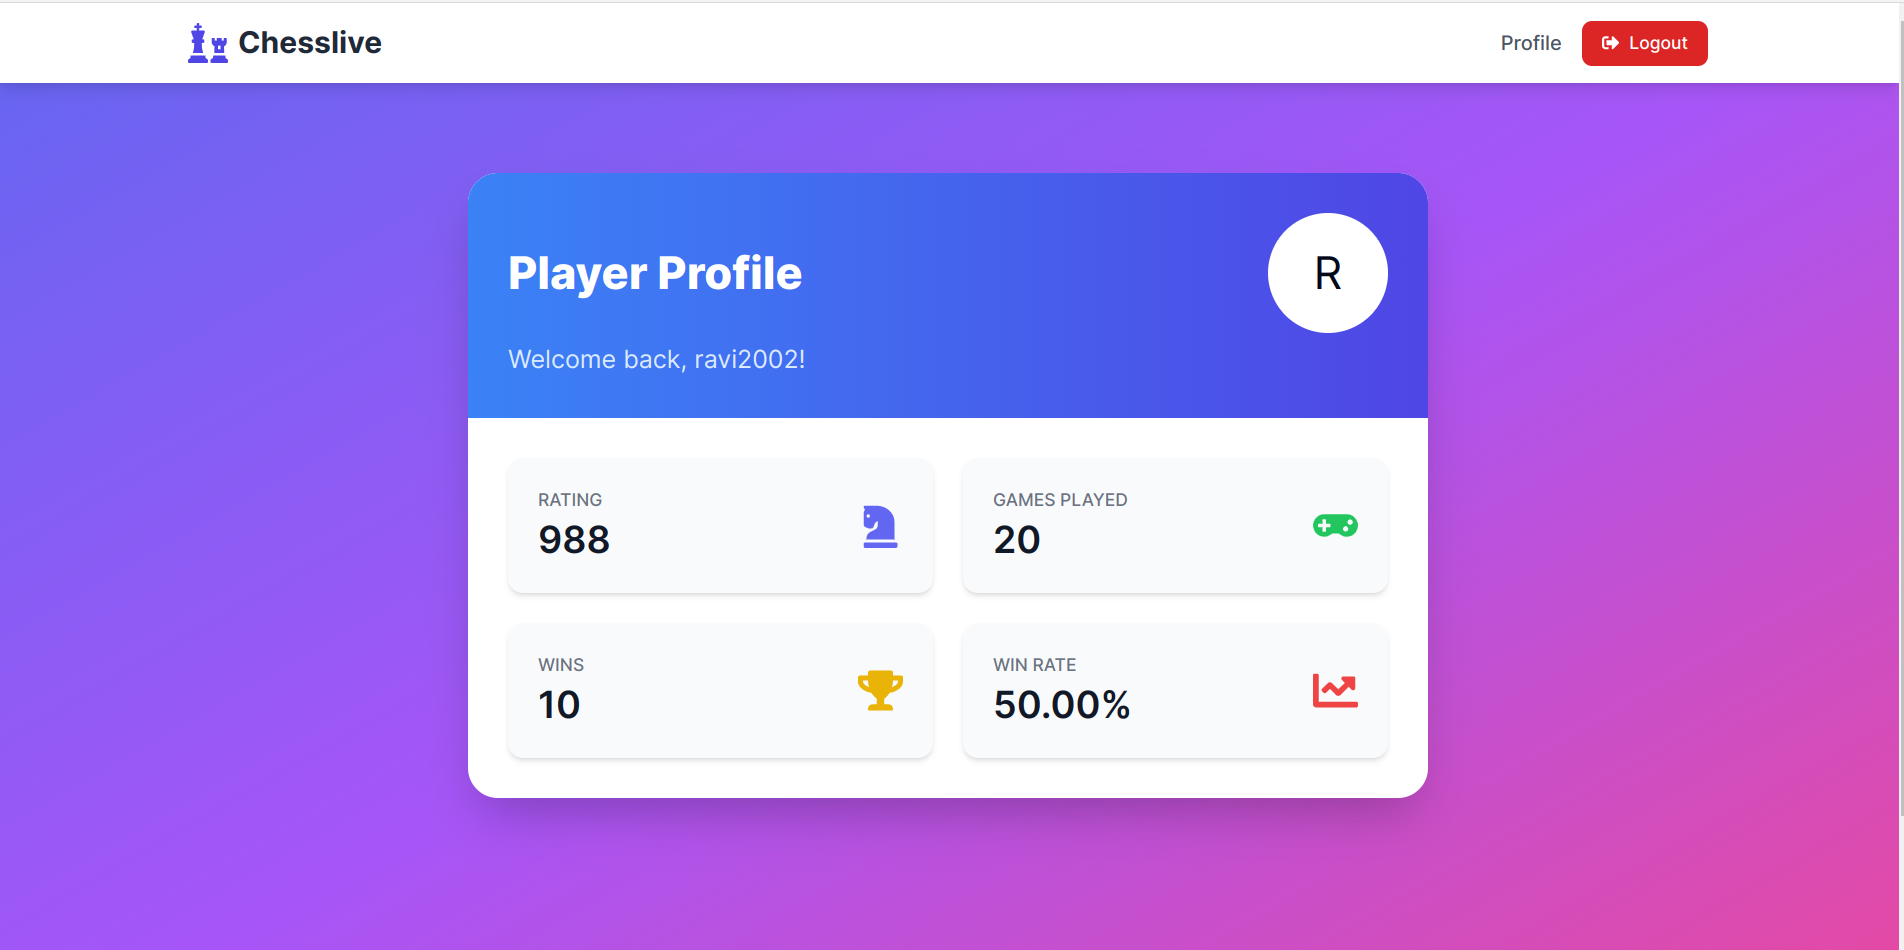 Chesslive
Profile
Logout
Player Profile
R
Welcome back, ravi2002!
RATING
988
GAMES PLAYED
20
WINS
10
WIN RATE
50.00%